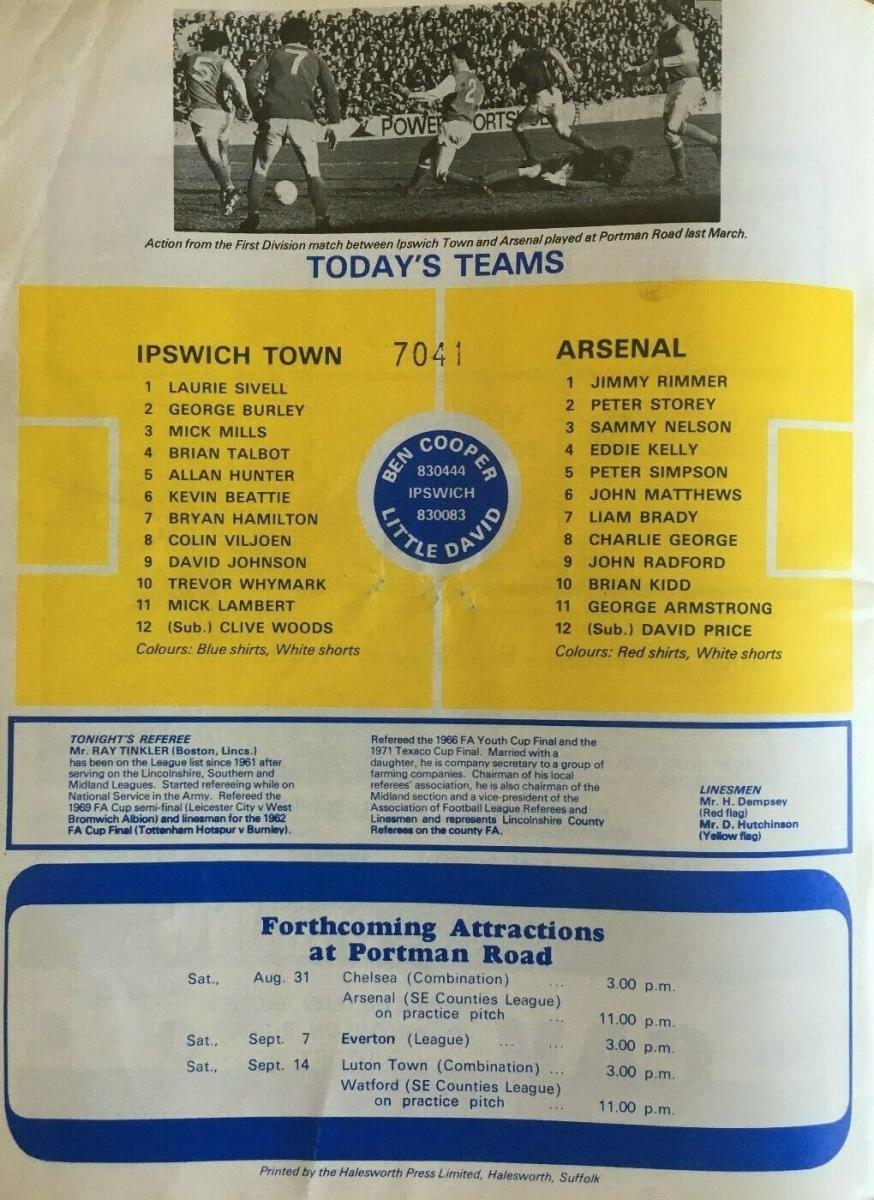 5
7
2
POWER SPORTS
Action from the First Division match between Ipswich Town and Arsenal played at Portman Road last March.
TODAY'S TEAMS
IPSWICH TOWN
7041
1 LAURIE SIVELL
2 GEORGE BURLEY
3 MICK MILLS
4 BRIAN TALBOT
5 ALLAN HUNTER
6 KEVIN BEATTIE
7 BRYAN HAMILTON
8 COLIN VILJOEN
9 DAVID JOHNSON
10 TREVOR WHYMARK
11 MICK LAMBERT
12 (Sub.) CLIVE WOODS
Colours: Blue shirts, White shorts
BEN COOPER
830444
IPSWICH
830083
LITTLE DAVID
ARSENAL
1 JIMMY RIMMER
2 PETER STOREY
3 SAMMY NELSON
4 EDDIE KELLY
5 PETER SIMPSON
6 JOHN MATTHEWS
7 LIAM BRADY
8 CHARLIE GEORGE
9 JOHN RADFORD
10 BRIAN KIDD
11 GEORGE ARMSTRONG
12 (Sub.) DAVID PRICE
Colours: Red shirts, White shorts
TONIGHT'S REFEREE
Mr. RAY TINKLER (Boston, Lincs.)
has been on the League list since 1961 after
serving on the Lincolnshire, Southern and
Midland Leagues. Started refereeing while on
National Service in the Army. Refereed the
1969 FA Cup semi-final (Leicester City v West
Bromwich Albion) and linesman for the 1962
FA Cup Final (Tottenham Hotspur v Burnley).
Refereed the 1966 FA Youth Cup Final and the
1971 Texaco Cup Final. Married with a
daughter, he is company secretary to a group of
farming companies. Chairman of his local
referees' association, he is also chairman of the
Midland section and a vice-president of the
Association of Football League Referees and
Linesmen and represents Lincolnshire County
Referees on the county FA.
LINESMEN
Mr. H. Dempsey
(Red flag)
Mr. D. Hutchinson
(Yellow flag)
Forthcoming Attractions
at Portman Road
Sat., Aug. 31 Chelsea (Combination) ... 3.00 p.m.
Arsenal (SE Counties League)
on practice pitch ... 11.00 p.m.
Sat., Sept. 7 Everton (League) ... ... 3.00 p.m.
Sat., Sept. 14 Luton Town (Combination) ... 3.00 p.m.
Watford (SE Counties League)
on practice pitch ... 11.00 p.m.
Printed by the Halesworth Press Limited, Halesworth, Suffolk